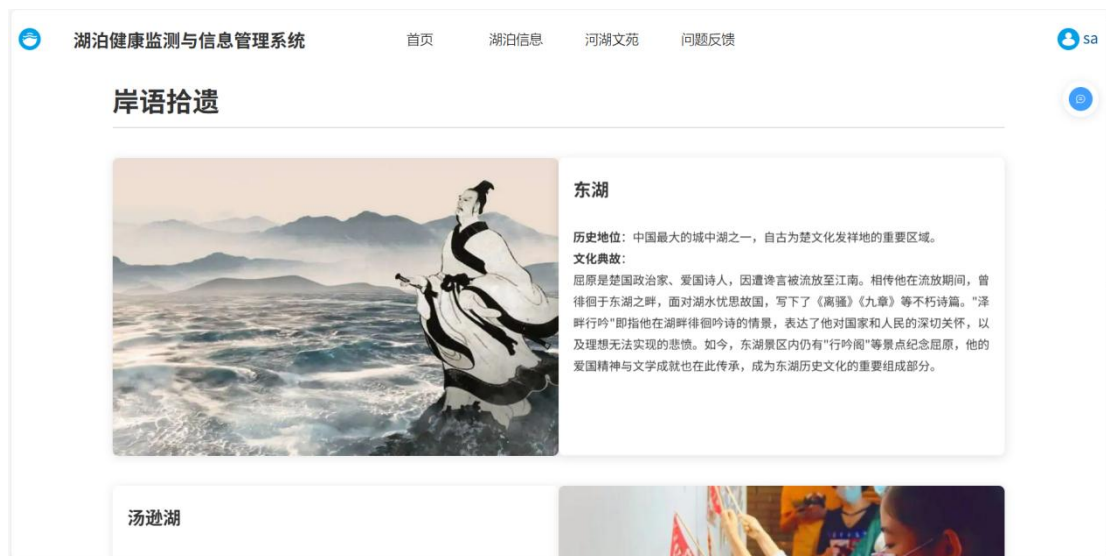 湖泊健康监测与信息管理系统 首页 湖泊信息 河湖文苑 问题反馈 sa
岸语拾遗
东湖
历史地位：中国最大的城中湖之一，自古为楚文化发祥地的重要区域。
文化典故：
屈原是楚国政治家、爱国诗人，因遭谗言被流放至江南。相传他在流放期间，曾
徘徊于东湖之畔，面对湖水忧思故国，写下了《离骚》《九章》等不朽诗篇。"泽
畔行吟"即指他在湖畔徘徊吟诗的情景，表达了他对国家和人民的深切关怀，以
及理想无法实现的悲愤。如今，东湖景区内仍有"行吟阁"等景点纪念屈原，他的
爱国精神与文学成就也在此传承，成为东湖历史文化的重要组成部分。
汤逊湖